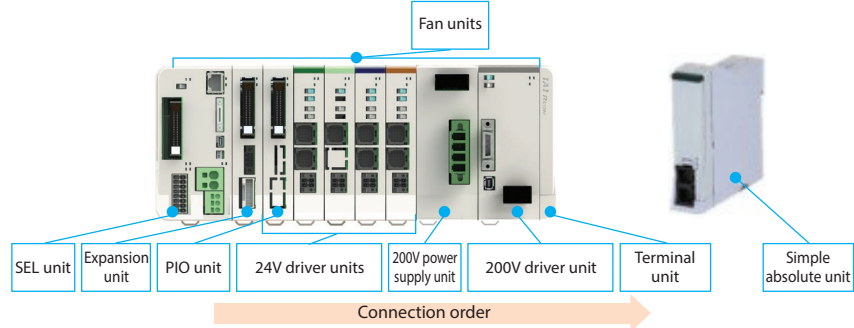 Fan units
SEL unit
Expansion
unit
PIO unit
24V driver units
200V power
supply unit
200V driver unit
Terminal
unit
Simple
absolute unit
Connection order